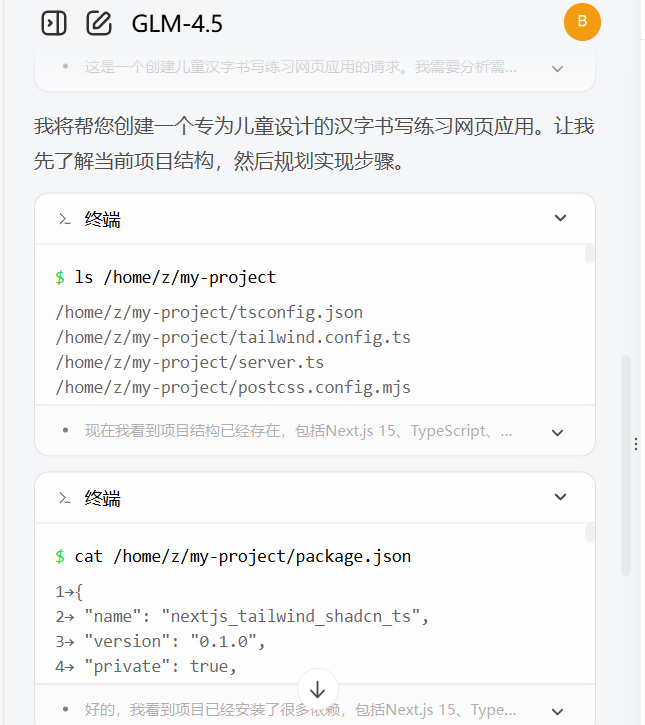 GLM-4.5
B
这是一个创建儿童汉字书写练习网页应用的请求。我需要分析需...
我将帮您创建一个专为儿童设计的汉字书写练习网页应用。让我
先了解当前项目结构，然后规划实现步骤。
>_ 终端
$ ls /home/z/my-project
/home/z/my-project/tsconfig.json
/home/z/my-project/tailwind.config.ts
/home/z/my-project/server.ts
/home/z/my-project/postcss.config.mjs
现在我看到项目结构已经存在，包括Next.js 15、TypeScript、...
>_ 终端
$ cat /home/z/my-project/package.json
1→{
2→ "name": "nextjs_tailwind_shadcn_ts",
3→ "version": "0.1.0",
4→ "private": true,
好的，我看到项目已经安装了很多依赖，包括Next.js 15、Type...